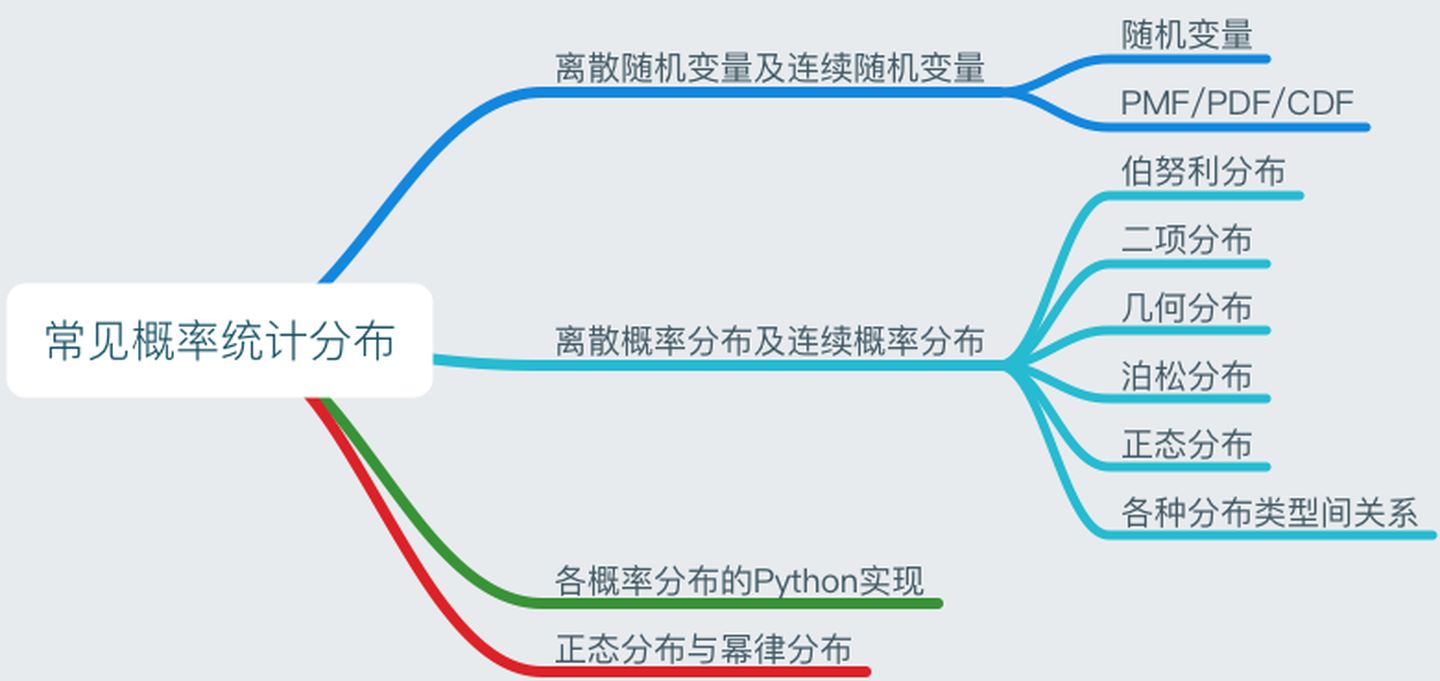 常见概率统计分布
离散随机变量及连续随机变量
随机变量
PMF/PDF/CDF
离散概率分布及连续概率分布
伯努利分布
二项分布
几何分布
泊松分布
正态分布
各种分布类型间关系
各概率分布的Python实现
正态分布与幂律分布